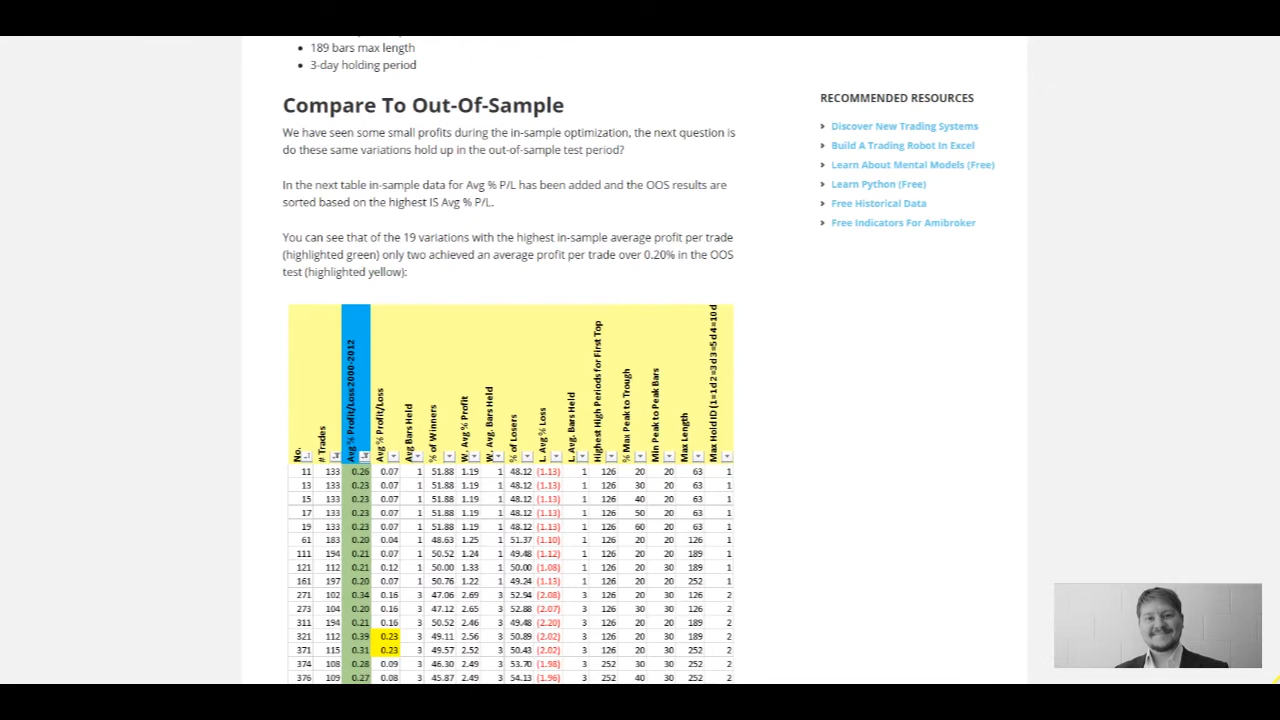 189 bars max length
3-day holding period
Compare To Out-Of-Sample
We have seen some small profits during the in-sample optimization, the next question is
do these same variations hold up in the out-of-sample test period?
In the next table in-sample data for Avg % P/L has been added and the OOS results are
sorted based on the highest IS Avg % P/L.
You can see that of the 19 variations with the highest in-sample average profit per trade
(highlighted green) only two achieved an average profit per trade over 0.20% in the OOS
test (highlighted yellow):
RECOMMENDED RESOURCES
Discover New Trading Systems
Build A Trading Robot In Excel
Learn About Mental Models (Free)
Learn Python (Free)
Free Historical Data
Free Indicators For Amibroker
No.
# Trades
Avg % Profit/Loss 2000-2012
Avg % Profit/Loss
Avg Bars Held
% of Winners
W. Avg % Profit
W. Avg. Bars Held
% of Losers
L. Avg % Loss
L. Avg. Bars Held
Highest High Periods for First Top
% Max Peak to Trough
Min Peak to Peak Bars
Max Length
Max Hold ID (1=1d 2=3d 3=5d 4=10d
11 133 0.26 0.07 1 51.88 1.19 1 48.12 (1.13) 1 126 20 20 63 1
13 133 0.23 0.07 1 51.88 1.19 1 48.12 (1.13) 1 126 30 20 63 1
15 133 0.23 0.07 1 51.88 1.19 1 48.12 (1.13) 1 126 40 20 63 1
17 133 0.23 0.07 1 51.88 1.19 1 48.12 (1.13) 1 126 50 20 63 1
19 133 0.23 0.07 1 51.88 1.19 1 48.12 (1.13) 1 126 60 20 63 1
61 183 0.20 0.04 1 48.63 1.25 1 51.37 (1.10) 1 126 20 20 126 1
111 194 0.21 0.07 1 50.52 1.24 1 49.48 (1.12) 1 126 20 20 189 1
121 112 0.21 0.12 1 50.00 1.33 1 50.00 (1.08) 1 126 20 30 189 1
161 197 0.20 0.07 1 50.76 1.22 1 49.24 (1.13) 1 126 20 20 252 1
271 102 0.34 0.16 3 47.06 2.69 3 52.94 (2.08) 3 126 20 30 126 2
273 104 0.20 0.16 3 47.12 2.65 3 52.88 (2.07) 3 126 30 30 126 2
311 194 0.21 0.16 3 50.52 2.46 3 49.48 (2.20) 3 126 20 20 189 2
321 112 0.39 0.23 3 49.11 2.56 3 50.89 (2.02) 3 126 20 30 189 2
371 115 0.31 0.23 3 49.57 2.52 3 50.43 (2.02) 3 126 20 30 252 2
374 108 0.28 0.09 3 46.30 2.49 3 53.70 (1.98) 3 252 30 30 252 2
376 109 0.27 0.08 3 45.87 2.49 3 54.13 (1.96) 3 252 40 30 252 2